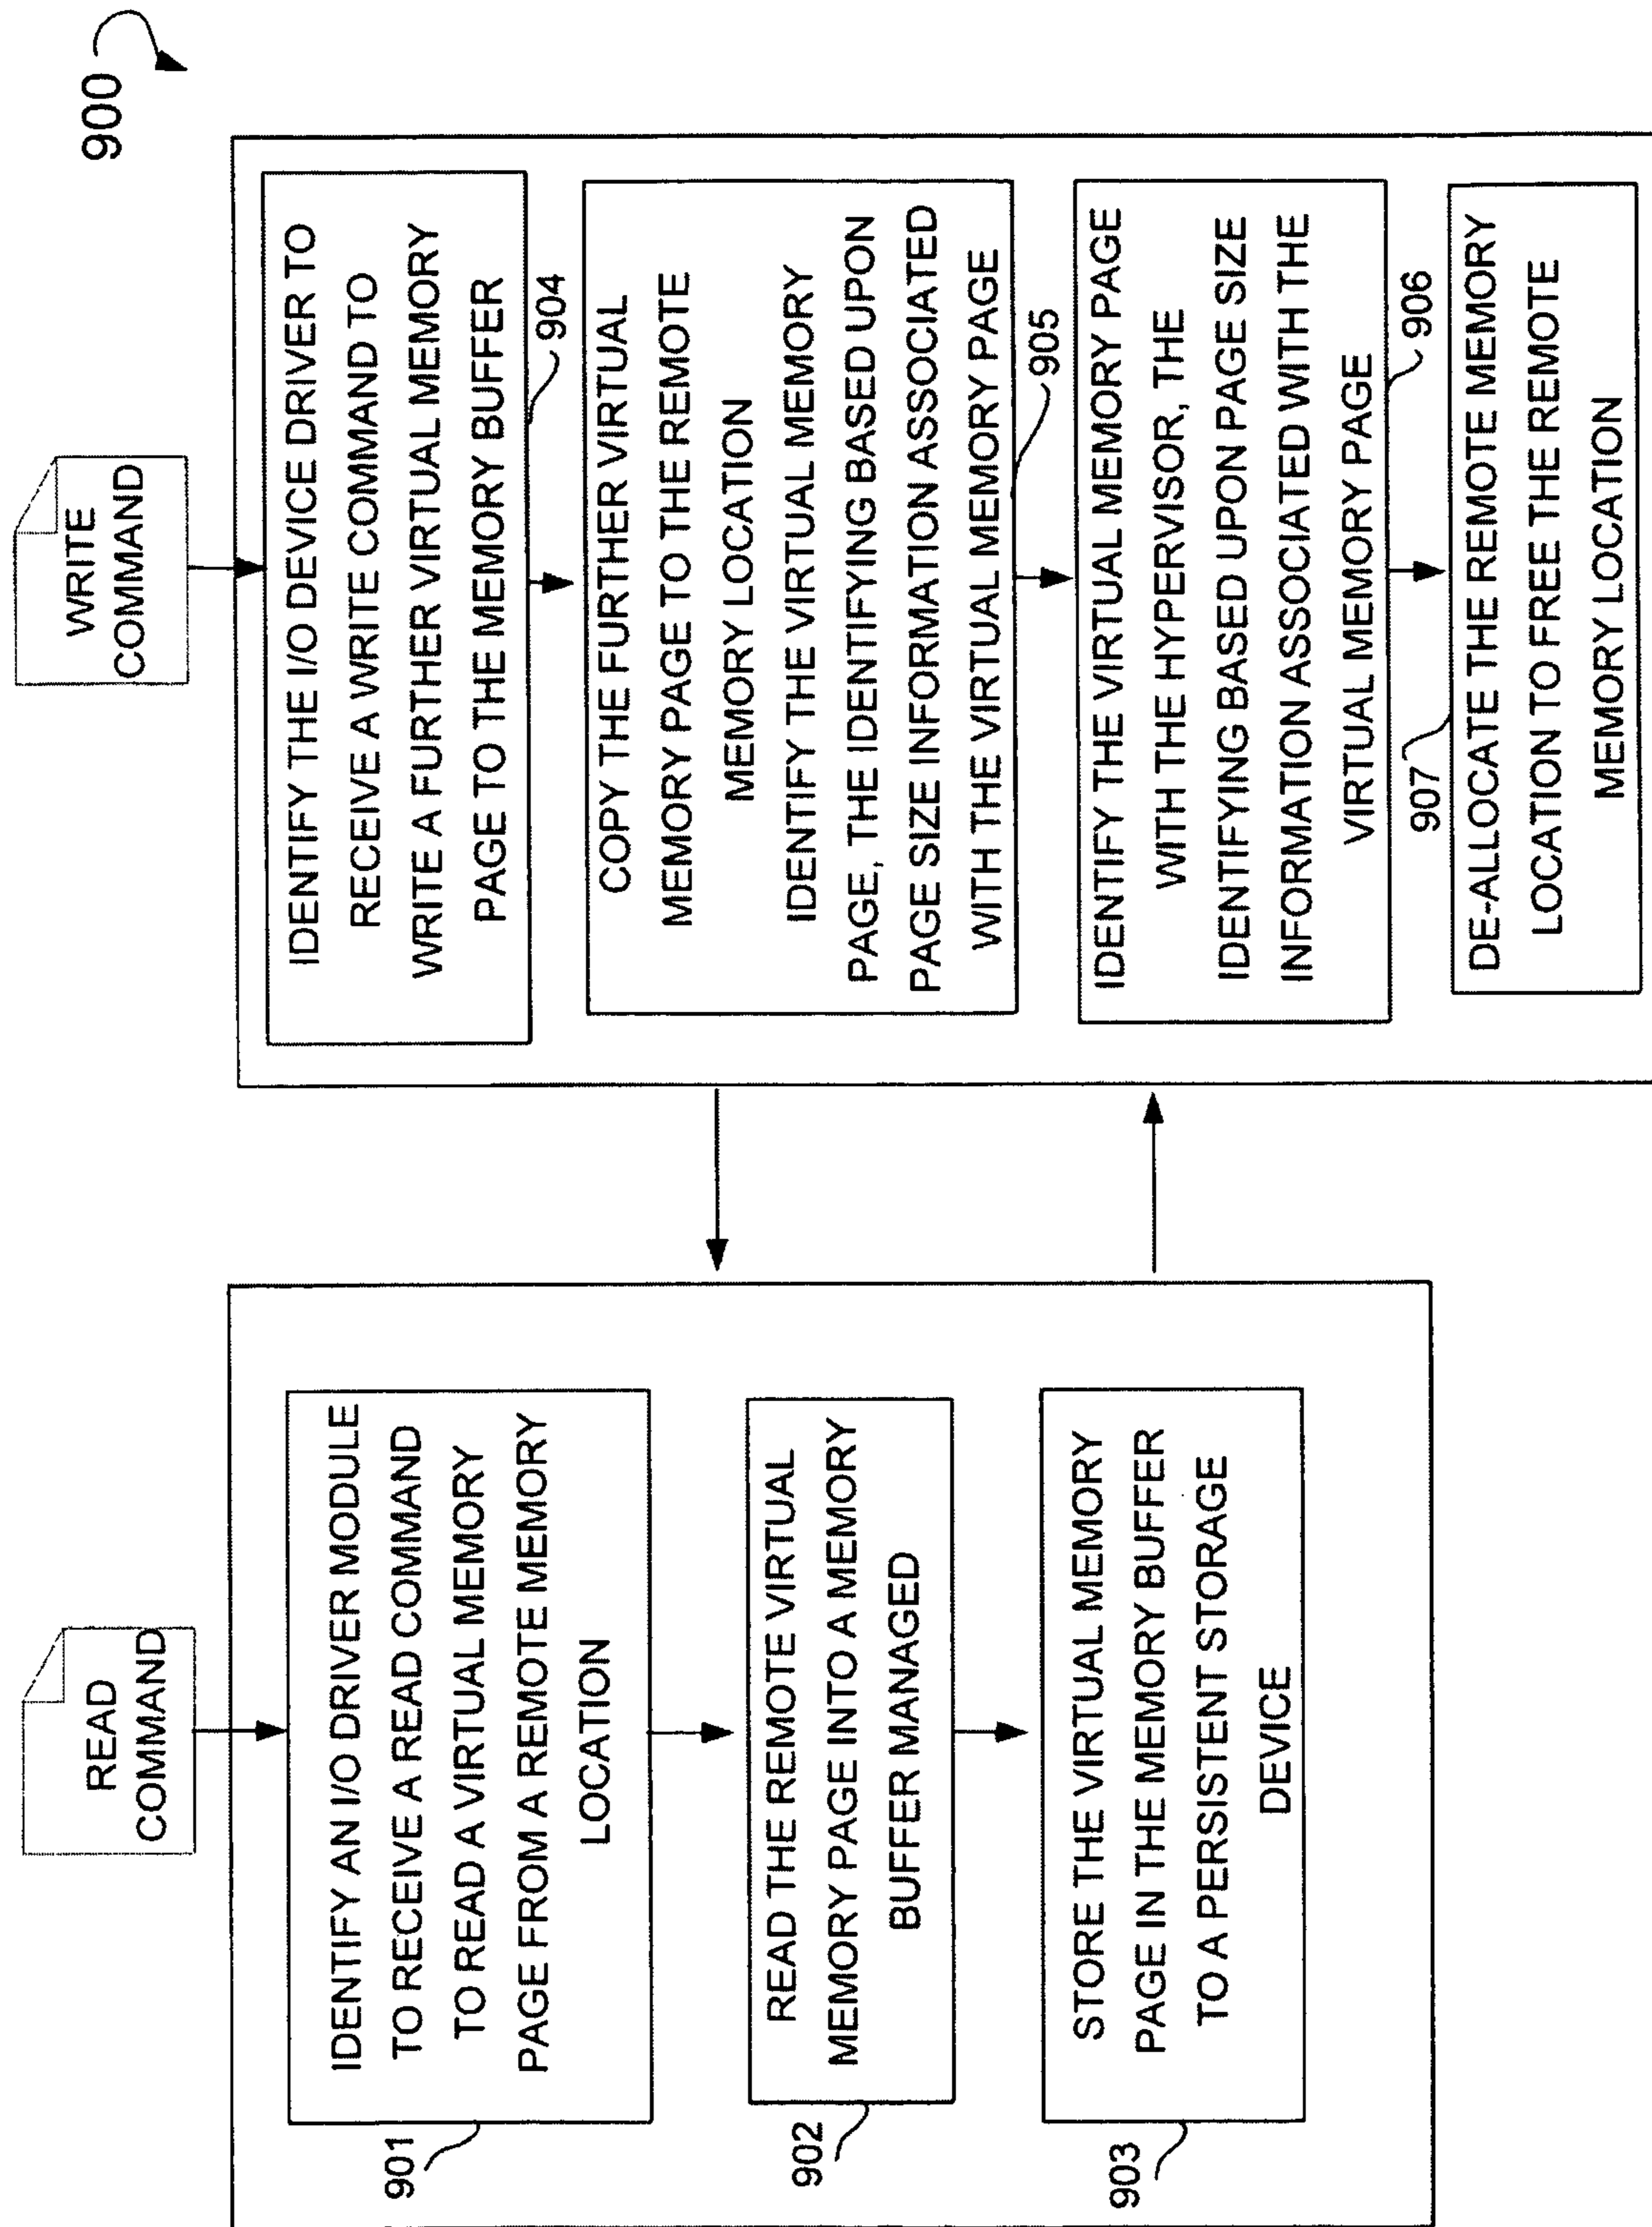 900
READ
COMMAND
IDENTIFY AN I/O DRIVER MODULE
TO RECEIVE A READ COMMAND
TO READ A VIRTUAL MEMORY
PAGE FROM A REMOTE MEMORY
LOCATION
901
READ THE REMOTE VIRTUAL
MEMORY PAGE INTO A MEMORY
BUFFER MANAGED
902
STORE THE VIRTUAL MEMORY
PAGE IN THE MEMORY BUFFER
TO A PERSISTENT STORAGE
DEVICE
903
WRITE
COMMAND
IDENTIFY THE I/O DEVICE DRIVER TO
RECEIVE A WRITE COMMAND TO
WRITE A FURTHER VIRTUAL MEMORY
PAGE TO THE MEMORY BUFFER
904
COPY THE FURTHER VIRTUAL
MEMORY PAGE TO THE REMOTE
MEMORY LOCATION
IDENTIFY THE VIRTUAL MEMORY
PAGE, THE IDENTIFYING BASED UPON
PAGE SIZE INFORMATION ASSOCIATED
WITH THE VIRTUAL MEMORY PAGE
905
IDENTIFY THE VIRTUAL MEMORY PAGE
WITH THE HYPERVISOR, THE
IDENTIFYING BASED UPON PAGE SIZE
INFORMATION ASSOCIATED WITH THE
VIRTUAL MEMORY PAGE
906
907
DE-ALLOCATE THE REMOTE MEMORY
LOCATION TO FREE THE REMOTE
MEMORY LOCATION